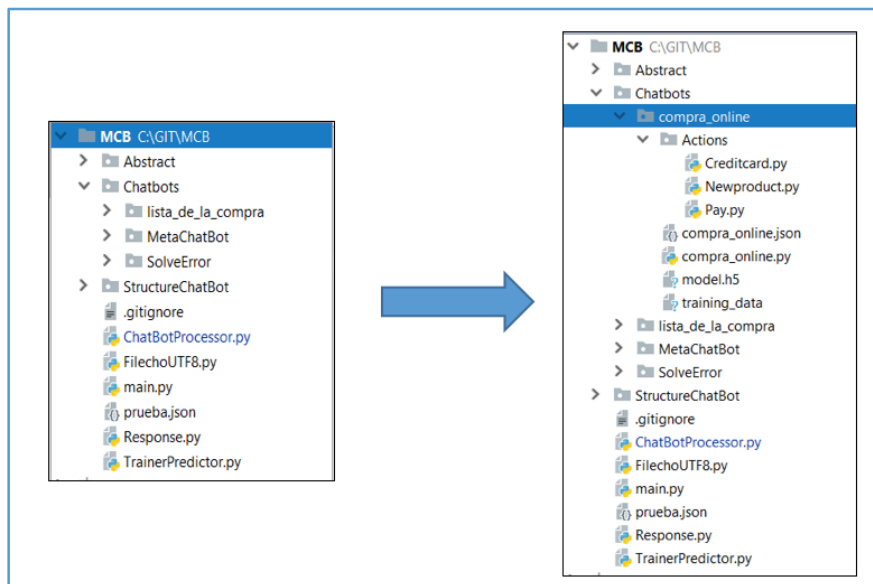 MCB C:\GIT\MCB
Abstract
Chatbots
lista_de_la_compra
MetaChatBot
SolveError
StructureChatBot
.gitignore
ChatBotProcessor.py
FilechoUTF8.py
main.py
prueba.json
Response.py
TrainerPredictor.py
MCB C:\GIT\MCB
Abstract
Chatbots
compra_online
Actions
Creditcard.py
Newproduct.py
Pay.py
compra_online.json
compra_online.py
model.h5
training_data
lista_de_la_compra
MetaChatBot
SolveError
StructureChatBot
.gitignore
ChatBotProcessor.py
FilechoUTF8.py
main.py
prueba.json
Response.py
TrainerPredictor.py